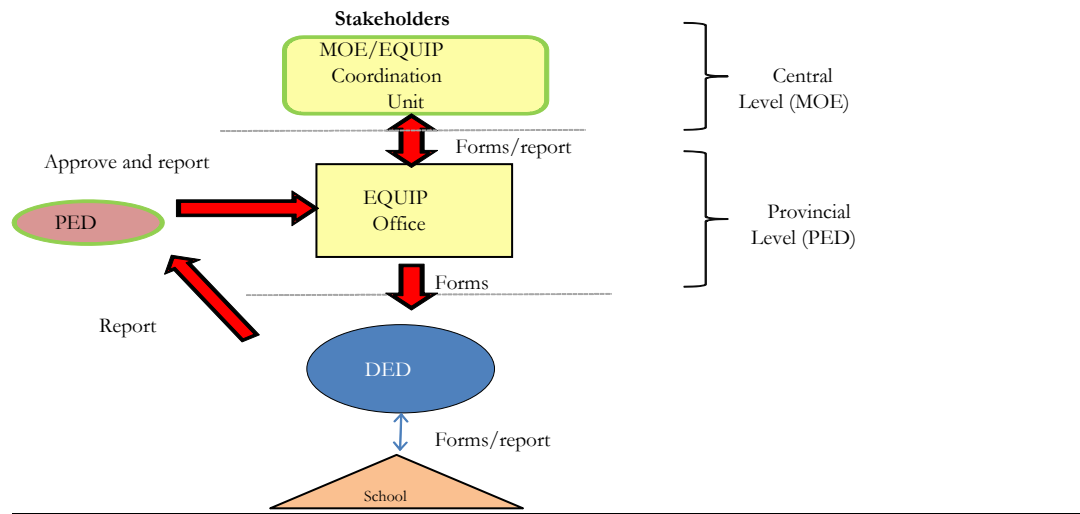 Stakeholders
MOE/EQUIP
Coordination
Unit
Central
Level (MOE)
Forms/report
Approve and report
EQUIP
Office
PED
Provincial
Level (PED)
Forms
Report
DED
Forms/report
School